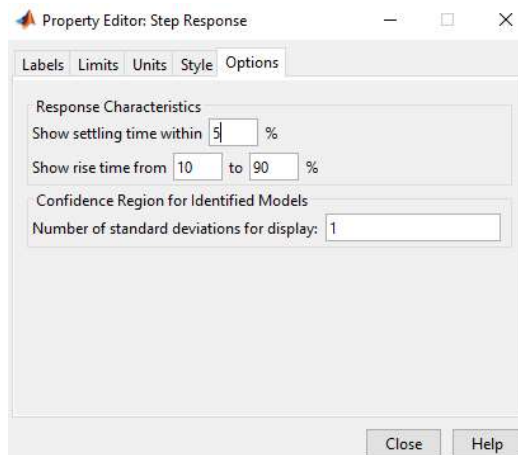 Property Editor: Step Response
Labels Limits Units Style Options
Response Characteristics
Show settling time within 5 %
Show rise time from 10 to 90 %
Confidence Region for Identified Models
Number of standard deviations for display: 1
Close Help